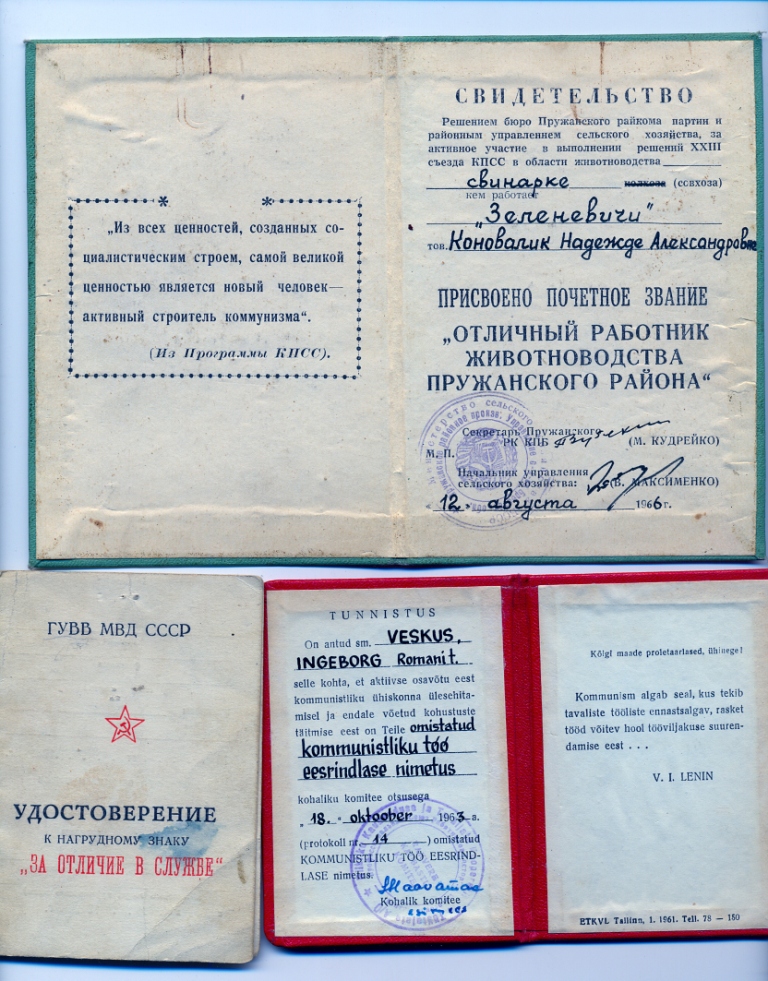 * *
„Из всех ценностей, созданных со-
циалистическим строем, самой великой
ценностью является новый человек—
активный строитель коммунизма“.
(Из Программы КПСС).
СВИДЕТЕЛЬСТВО
Решением бюро Пружанского райкома партии и
районным управлением сельского хозяйства, за
активное участие в выполнении решений XXIII
съезда КПСС в области животноводства
свинарке колхоза (совхоза)
кем работает
„Зеленевичи“
тов. Коновалик Надежде Александровне
ПРИСВОЕНО ПОЧЕТНОЕ ЗВАНИЕ
„ОТЛИЧНЫЙ РАБОТНИК
ЖИВОТНОВОДСТВА
ПРУЖАНСКОГО РАЙОНА“
Секретарь Пружанского
РК КПБ (М. КУДРЕЙКО)
М. П.
Начальник управления
сельского хозяйства: (В. МАКСИМЕНКО)
„12“ августа 1966 г.
ГУВВ МВД СССР
УДОСТОВЕРЕНИЕ
К НАГРУДНОМУ ЗНАКУ
„ЗА ОТЛИЧИЕ В СЛУЖБЕ“
TUNNISTUS
On antud sm. VESKUS,
INGEBORG Romani t.
selle kohta, et aktiivse osavõtu eest
kommunistliku ühiskonna ülesehita-
misel ja endale võetud kohustuste
täitmise eest on Teile omistatud
kommunistliku töö
eesrindlase nimetus
kohaliku komitee otsusega
„18.“ oktoober 1963 a.
(protokoll nr. 14) omistatud
KOMMUNISTLIKU TÖÖ EESRIND-
LASE nimetus.
Kohalik komitee
esimees
Kõigi maade proletaarlased, ühinege!
Kommunism algab seal, kus tekib
tavaliste tööliste ennastsalgav, rasket
tööd võitev hool tööviljakuse suuren-
damise eest . . .
V. I. LENIN
ETKVL Tallinn, 1. 1961. Tell. 78 — 150